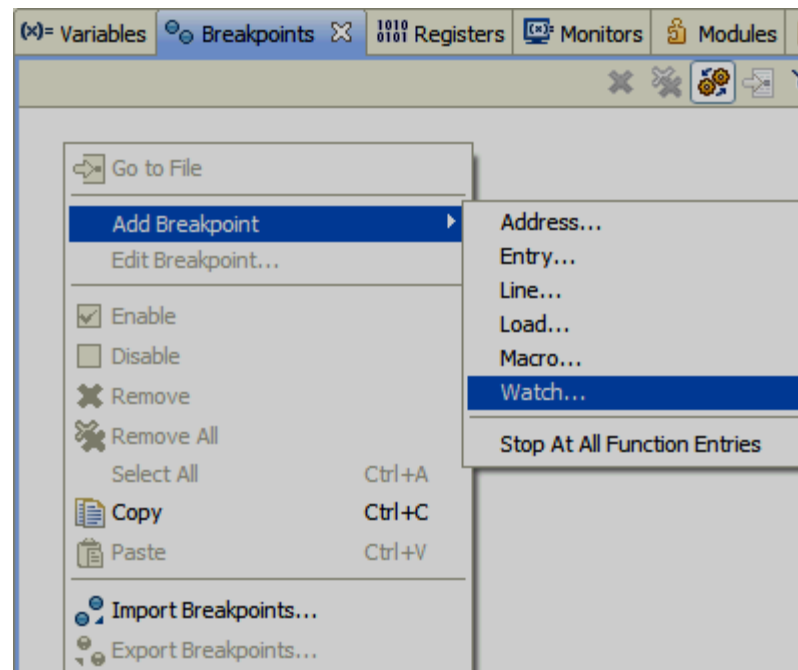 (x)= Variables Breakpoints 1010 0101 Registers (x)= Monitors Modules
Go to File
Add Breakpoint
Edit Breakpoint...
Enable
Disable
Remove
Remove All
Select All Ctrl+A
Copy Ctrl+C
Paste Ctrl+V
Import Breakpoints...
Export Breakpoints...
Address...
Entry...
Line...
Load...
Macro...
Watch...
Stop At All Function Entries